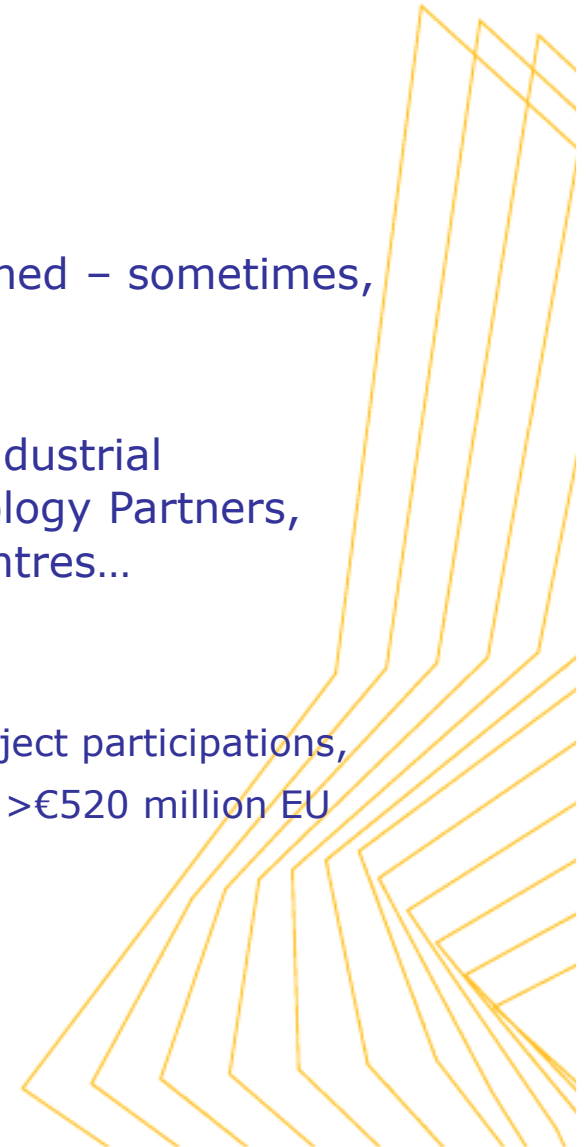 ned – sometimes,
dustrial
ology Partners,
ntres…
ject participations,
>€520 million EU